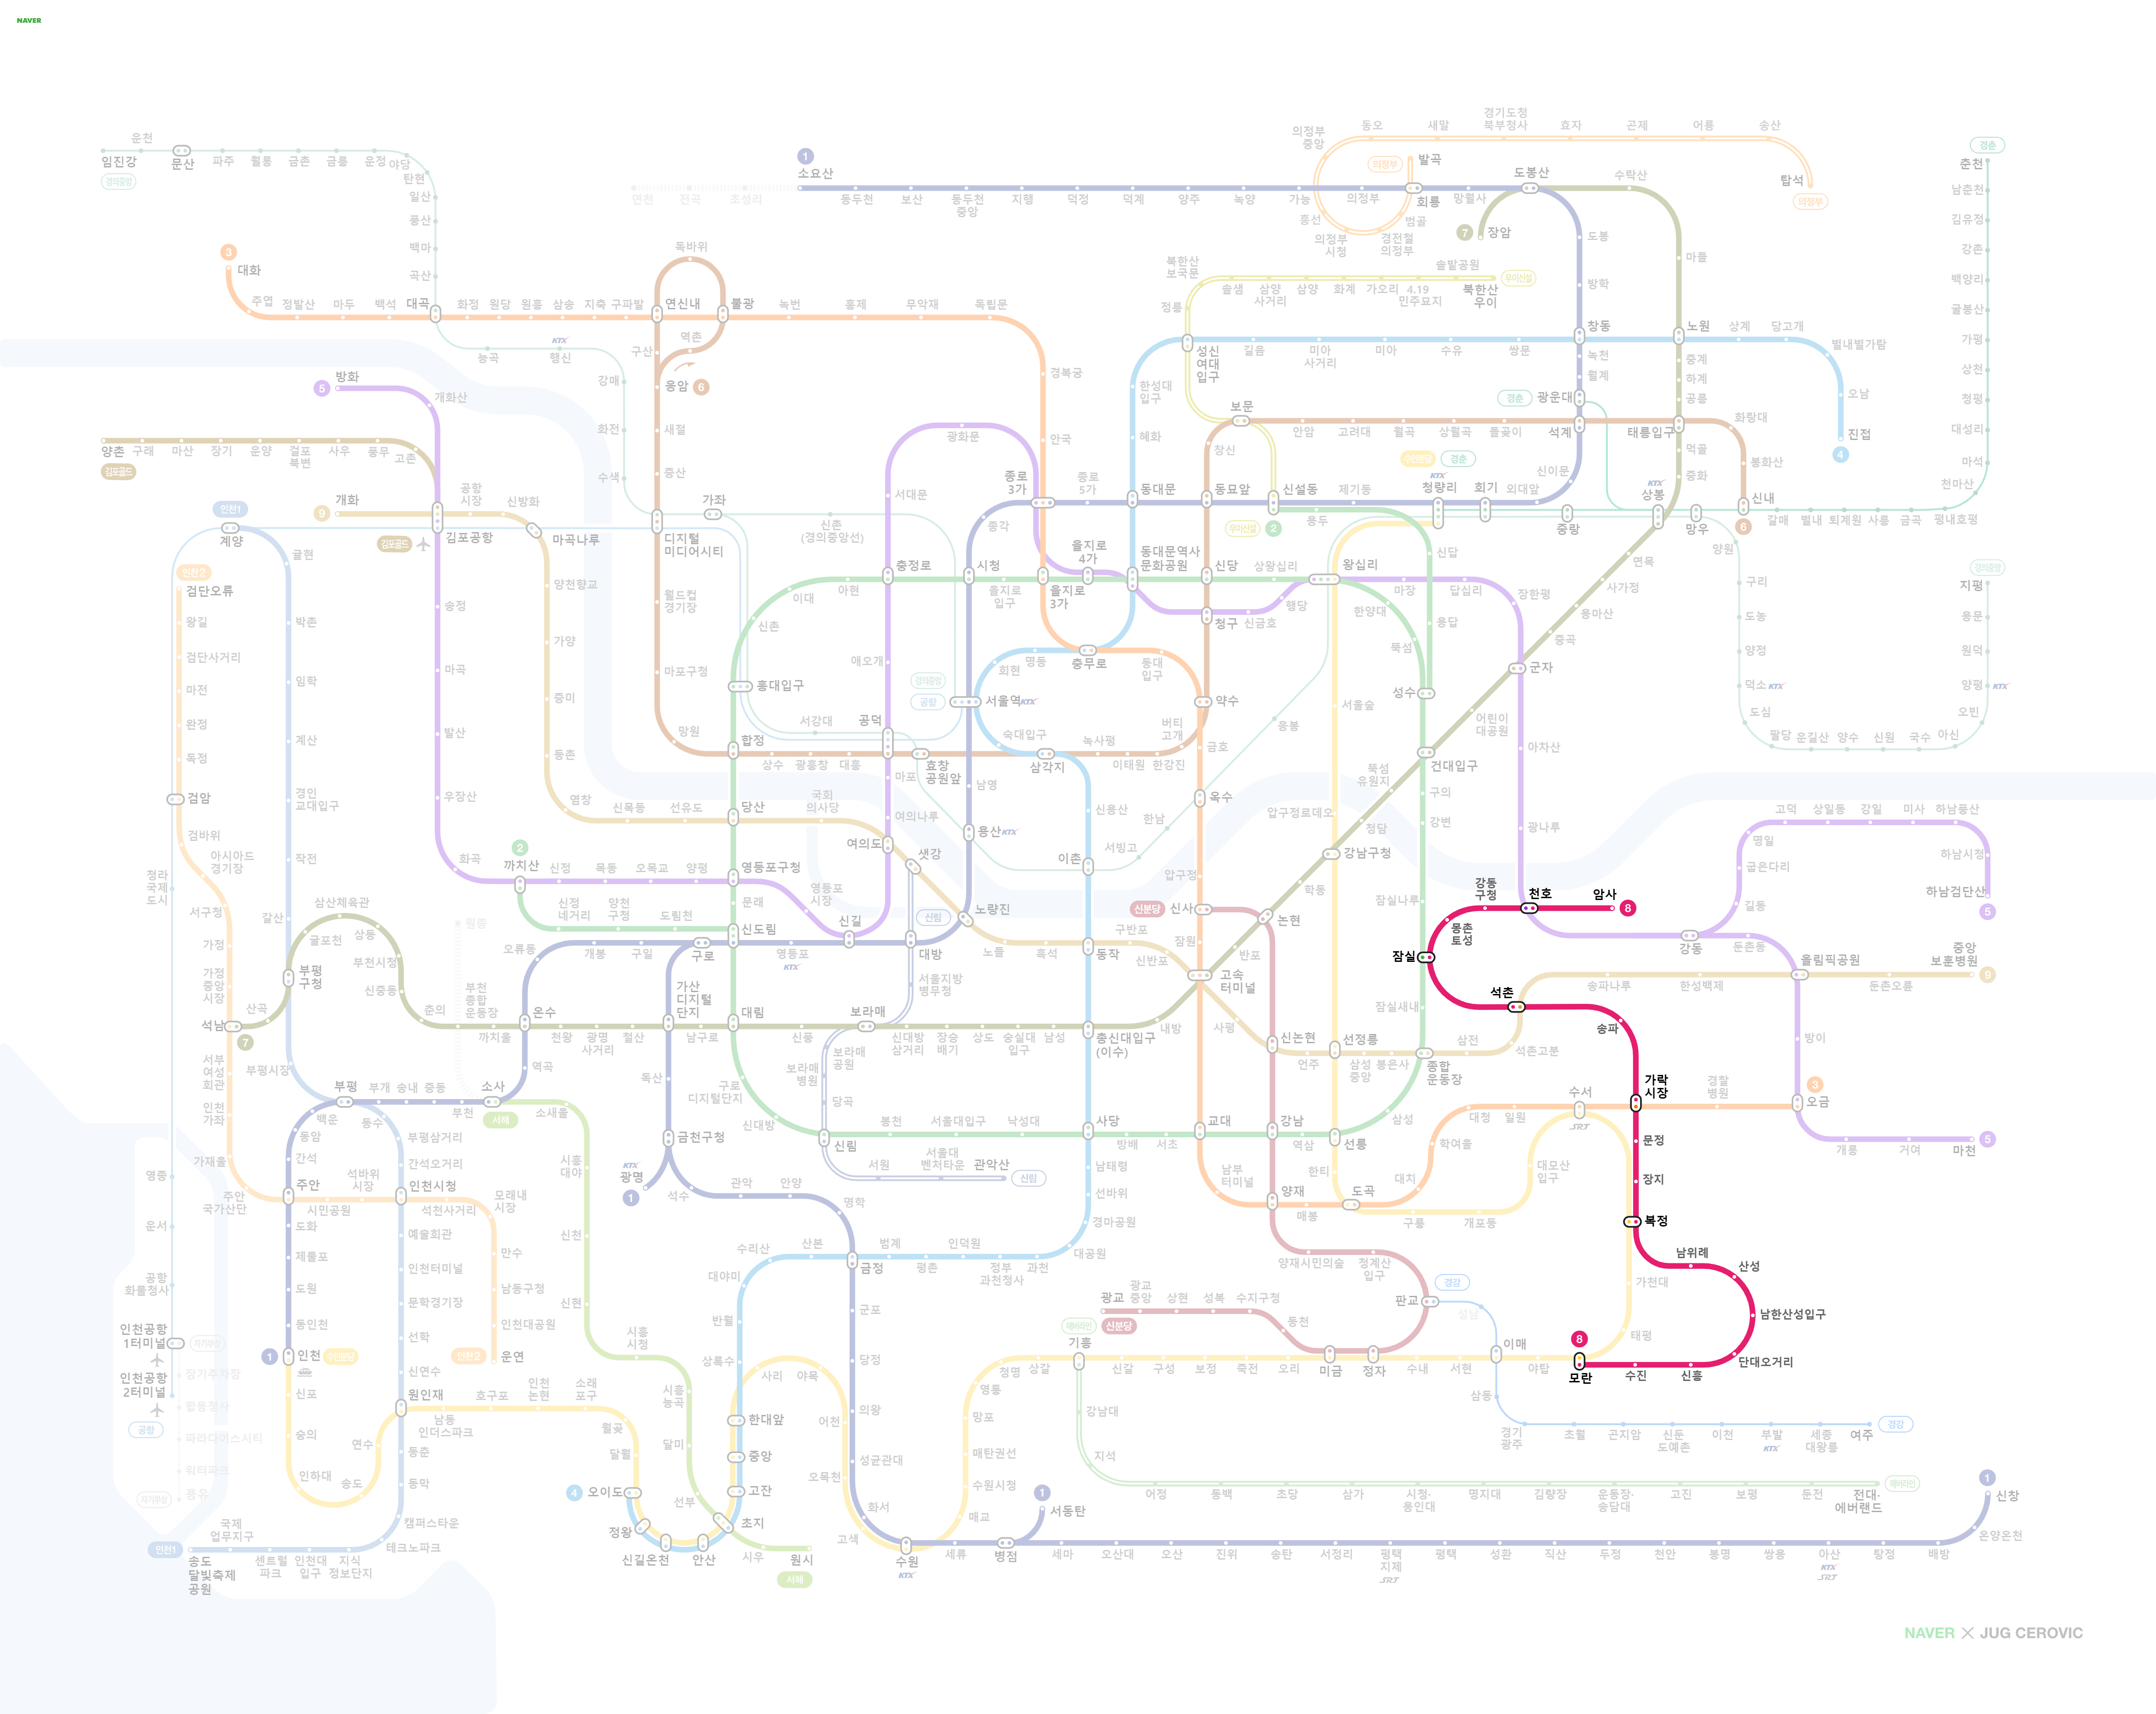 NAVER
운천
임진강
문산
파주
월롱
금촌
금릉
운정
야당
탄현
경의중앙
일산
풍산
백마
곡산
1
소요산
연천
전곡
초성리
동두천
보산
동두천
중앙
지행
덕정
덕계
양주
녹양
가능
의정부
회룡
망월사
도봉산
수락산
의정부
중앙
동오
새말
경기도청
북부청사
효자
곤제
어룡
송산
탑석
의정부
의정부
발곡
범골
경전철
의정부
의정부
시청
흥선
7
장암
경춘
춘천
남춘천
김유정
강촌
백양리
굴봉산
가평
상천
청평
대성리
마석
천마산
평내호평
금곡
사릉
퇴계원
별내
갈매
3
대화
주엽
정발산
마두
백석
대곡
화정
원당
원흥
삼송
지축
구파발
연신내
독바위
불광
녹번
홍제
무악재
독립문
능곡
KTX
행신
강매
화전
수색
구산
역촌
응암
6
새절
증산
디지털
미디어시티
월드컵
경기장
마포구청
망원
5
방화
개화산
양촌
구래
마산
장기
운양
걸포
북변
사우
풍무
고촌
김포골드
개화
9
공항
시장
신방화
김포공항
김포골드
마곡나루
인천1
계양
귤현
박촌
임학
계산
경인
교대입구
작전
갈산
인천2
검단오류
왕길
검단사거리
마전
완정
독정
검암
검바위
아시아드
경기장
서구청
가정
가정
중앙
시장
석남
서부
여성
회관
인천
가좌
가재울
주안
국가산단
청라
국제
도시
영종
운서
공항
화물청사
인천공항
1터미널
인천공항
2터미널
공항
자기부상
장기주차장
합동청사
파라다이스시티
워터파크
용유
자기부상
송정
마곡
발산
우장산
화곡
양천향교
가양
증미
등촌
염창
신목동
선유도
당산
국회
의사당
여의도
샛강
노량진
노들
흑석
동작
구반포
신반포
고속
터미널
사평
신논현
언주
선정릉
삼성
중앙
봉은사
종합
운동장
삼전
석촌고분
석촌
송파나루
한성백제
올림픽공원
둔촌오륜
중앙
보훈병원
9
경복궁
안국
종로
3가
종로
5가
동대문
동묘앞
신설동
제기동
청량리
KTX
수인분당
경춘
회기
외대앞
신이문
석계
광운대
경춘
월계
녹천
창동
방학
도봉
마들
노원
중계
하계
공릉
태릉입구
먹골
중화
상봉
KTX
면목
사가정
용마산
중곡
군자
어린이
대공원
건대입구
뚝섬
유원지
청담
강남구청
학동
논현
반포
내방
북한산
보국문
정릉
솔샘
삼양
사거리
삼양
화계
가오리
4.19
민주묘지
솔밭공원
북한산
우이
우이신설
성신
여대
입구
길음
미아
사거리
미아
수유
쌍문
상계
당고개
별내별가람
오남
진접
4
한성대
입구
혜화
보문
창신
안암
고려대
월곡
상월곡
돌곶이
화랑대
봉화산
신내
6
우이신설
2
용두
신답
용답
중랑
망우
양원
구리
도농
양정
덕소
KTX
도심
팔당
운길산
양수
신원
국수
아신
오빈
양평
KTX
원덕
용문
지평
경의중앙
가좌
신촌
(경의중앙선)
서강대
홍대입구
신촌
이대
아현
충정로
서대문
광화문
종각
시청
을지로
입구
을지로
3가
을지로
4가
동대문역사
문화공원
신당
상왕십리
왕십리
한양대
뚝섬
성수
마장
답십리
장한평
청구
신금호
행당
애오개
공덕
경의중앙
공항
서울역
KTX
회현
명동
충무로
동대
입구
약수
버티
고개
금호
옥수
압구정
숙대입구
삼각지
녹사평
이태원
한강진
효창
공원앞
합정
상수
광흥창
대흥
마포
여의나루
남영
용산
KTX
신용산
이촌
서빙고
한남
응봉
서울숲
압구정로데오
아차산
광나루
구의
강변
잠실나루
잠실
잠실새내
강동
구청
천호
암사
8
몽촌
토성
송파
가락
시장
문정
장지
복정
남위례
산성
남한산성입구
단대오거리
신흥
수진
모란
8
강동
길동
굽은다리
명일
고덕
상일동
강일
미사
하남풍산
하남시청
하남검단산
5
둔촌동
방이
오금
3
개롱
거여
마천
5
경찰
병원
수서
SRT
일원
대청
학여울
대치
도곡
매봉
양재
남부
터미널
교대
강남
역삼
선릉
삼성
한티
구룡
개포동
대모산
입구
가천대
태평
신분당
신사
잠원
2
까치산
신정
목동
오목교
양평
영등포구청
영등포
시장
신길
신정
네거리
양천
구청
도림천
문래
신도림
영등포
KTX
대방
신림
서울지방
병무청
보라매
보라매
공원
보라매
병원
당곡
신림
서원
서울대
벤처타운
관악산
신림
삼산체육관
굴포천
상동
부천시청
신중동
춘의
부평
구청
산곡
7
부평시장
원종
부천
종합
운동장
까치울
온수
천왕
광명
사거리
철산
남구로
대림
신풍
신대방
삼거리
장승
배기
상도
숭실대
입구
남성
총신대입구
(이수)
오류동
개봉
구일
구로
가산
디지털
단지
독산
금천구청
KTX
광명
1
석수
관악
안양
명학
금정
군포
당정
의왕
성균관대
화서
수원
KTX
구로
디지털단지
신대방
봉천
서울대입구
낙성대
사당
방배
서초
남태령
선바위
경마공원
대공원
과천
정부
과천청사
인덕원
평촌
범계
산본
수리산
대야미
반월
상록수
한대앞
중앙
고잔
초지
안산
신길온천
정왕
오이도
4
역곡
소사
서해
부천
중동
송내
부개
부평
백운
동암
간석
주안
도화
제물포
도원
동인천
1
인천
수인분당
동수
부평삼거리
간석오거리
인천시청
석바위
시장
시민공원
석천사거리
모래내
시장
만수
남동구청
인천대공원
인천2
운연
예술회관
인천터미널
문학경기장
선학
신연수
원인재
동춘
동막
캠퍼스타운
테크노파크
지식
정보단지
인천대
입구
센트럴
파크
국제
업무지구
인천1
송도
달빛축제
공원
신포
숭의
인하대
송도
연수
남동
인더스파크
호구포
인천
논현
소래
포구
월곶
달월
소새울
시흥
대야
신천
신현
시흥
시청
시흥
능곡
달미
선부
시우
원시
서해
사리
야목
어천
오목천
고색
매교
수원시청
매탄권선
망포
영통
청명
상갈
기흥
에버라인
신갈
구성
보정
죽전
오리
미금
정자
수내
서현
이매
야탑
광교
신분당
광교
중앙
상현
성복
수지구청
동천
판교
경강
청계산
입구
양재시민의숲
성남
삼동
경기
광주
초월
곤지암
신둔
도예촌
이천
부발
KTX
세종
대왕릉
여주
경강
강남대
지석
어정
동백
초당
삼가
시청·
용인대
명지대
김량장
운동장·
송담대
고진
보평
둔전
전대·
에버랜드
에버라인
1
서동탄
병점
세류
세마
오산대
오산
진위
송탄
서정리
평택
지제
SRT
평택
성환
직산
두정
천안
봉명
쌍용
아산
KTX
SRT
탕정
배방
온양온천
신창
1
NAVER × JUG CEROVIC